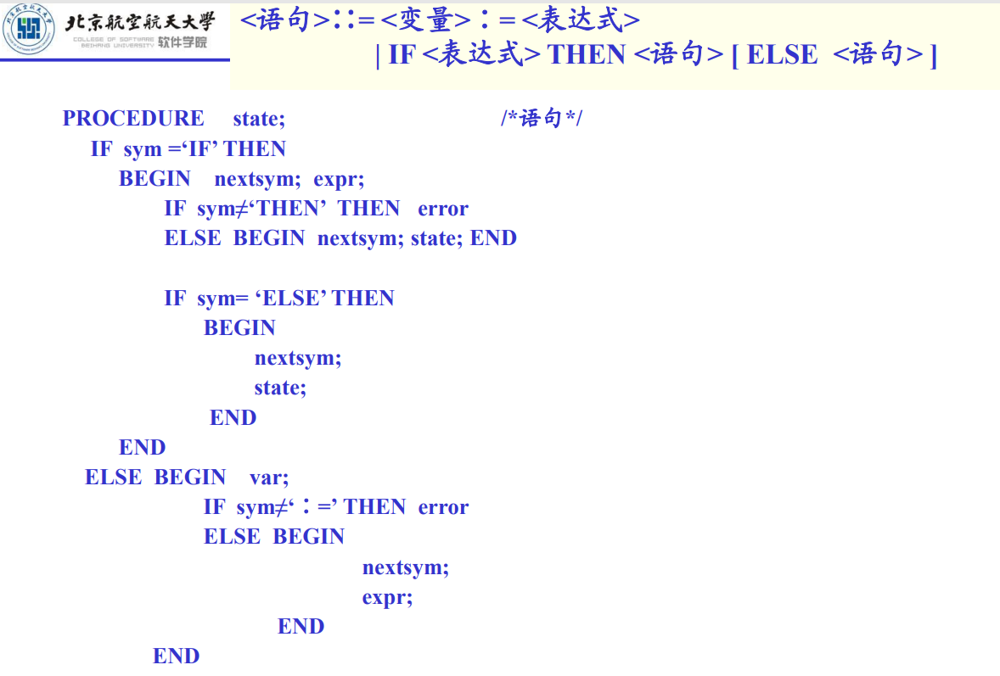 北京航空航天大学
COLLEGE OF SOFTWARE
BEIHANG UNIVERSITY 软件学院
<语句>::=<变量>：=<表达式>
| IF <表达式> THEN <语句> [ ELSE <语句> ]
PROCEDURE state; /*语句*/
IF sym =‘IF’ THEN
BEGIN nextsym; expr;
IF sym≠‘THEN’ THEN error
ELSE BEGIN nextsym; state; END
IF sym= ‘ELSE’ THEN
BEGIN
nextsym;
state;
END
END
ELSE BEGIN var;
IF sym≠‘：=’ THEN error
ELSE BEGIN
nextsym;
expr;
END
END